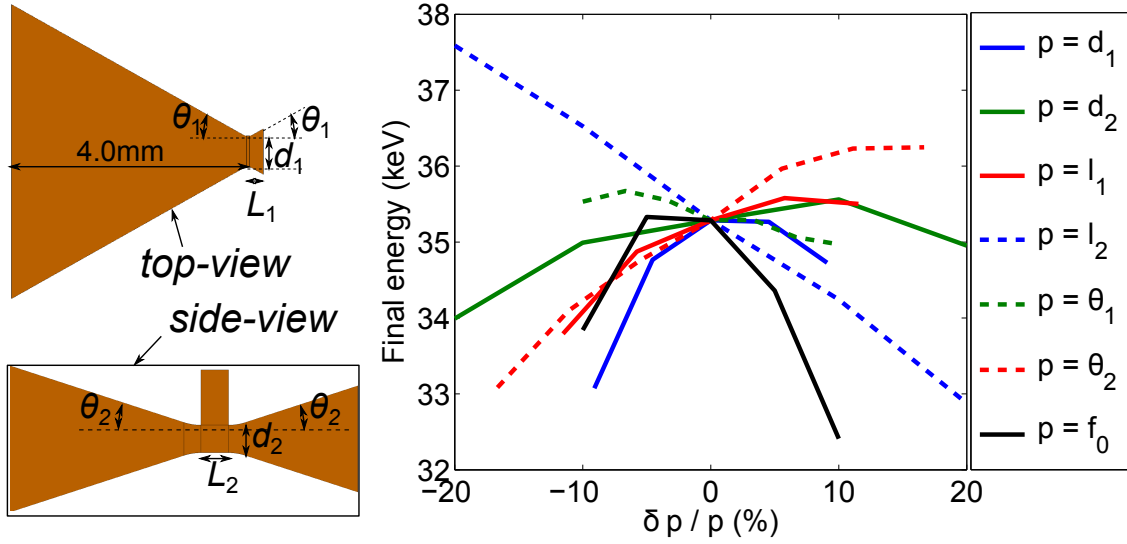 θ1
θ1
4.0mm
d1
L1
top-view
side-view
θ2
θ2
d2
L2
Final energy (keV)
38
37
36
35
34
33
32
−20
−10
0
10
20
δ p / p (%)
p = d1
p = d2
p = l1
p = l2
p = θ1
p = θ2
p = f0